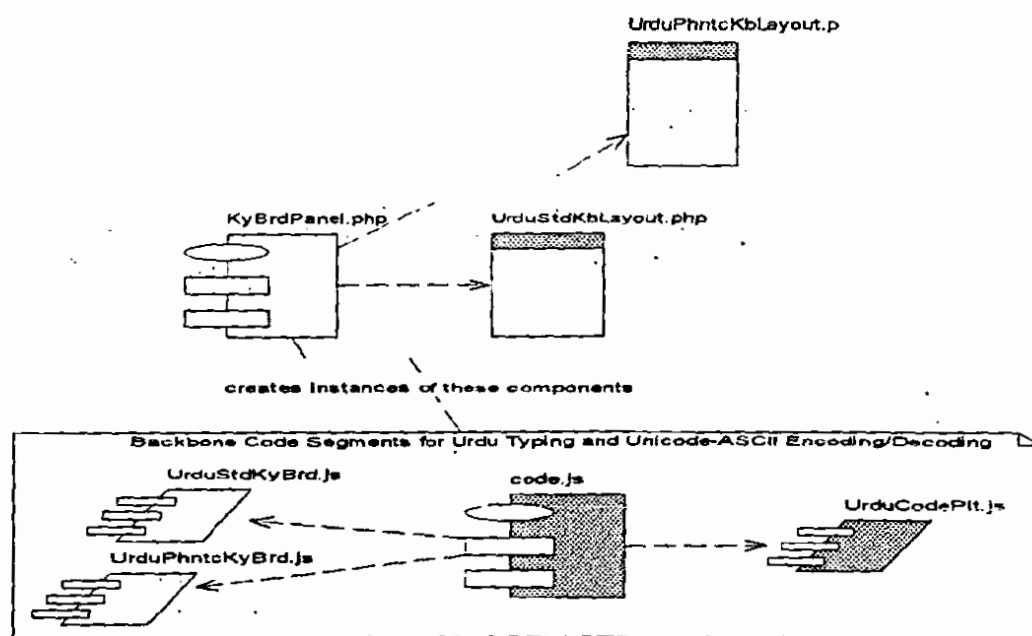 UrduPhntcKbLayout.p
KyBrdPanel.php
UrduStdKbLayout.php
creates instances of these components
Backbone Code Segments for Urdu Typing and Unicode-ASCII Encoding/Decoding
UrduStdKyBrd.js
code.js
UrduCodePlt.js
UrduPhntcKyBrd.js